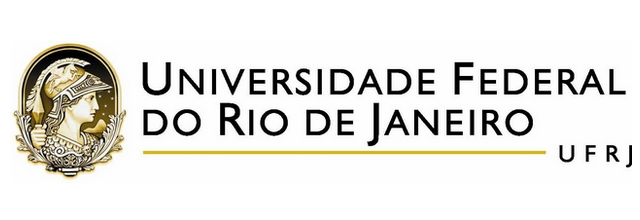 UNIVERSIDADE FEDERAL
DO RIO DE JANEIRO
UFRJ